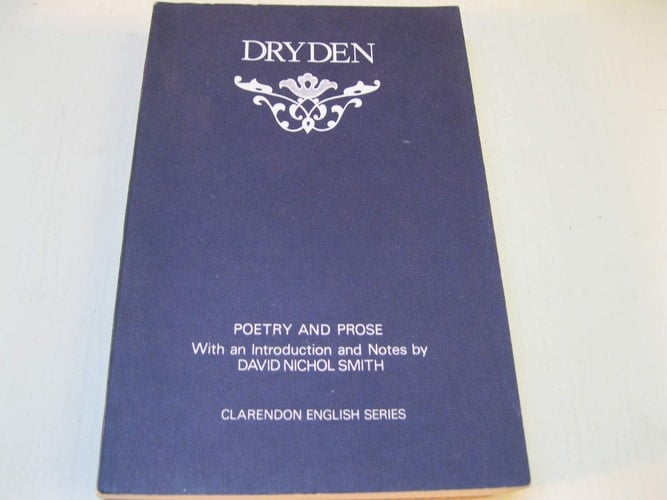 DRYDEN
POETRY AND PROSE
With an Introduction and Notes by
DAVID NICHOL SMITH
CLARENDON ENGLISH SERIES